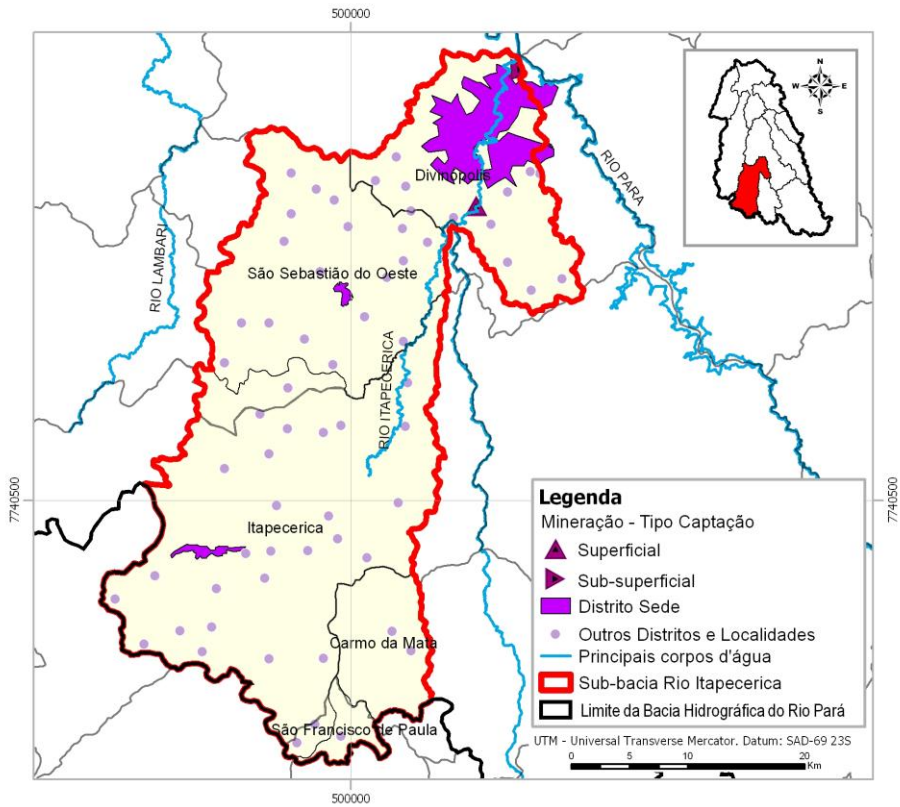 500000
N
W E
S
Divinópolis
RIO PARA
RIO LAMBARI
São Sebastião do Oeste
RIO ITAPECERICA
7740500
7740500
Itapecerica
Carmo da Mata
São Francisco de Paula
Legenda
Mineração - Tipo Captação
Superficial
Sub-superficial
Distrito Sede
Outros Distritos e Localidades
Principais corpos d'água
Sub-bacia Rio Itapecerica
Limite da Bacia Hidrográfica do Rio Pará
UTM - Universal Transverse Mercator. Datum: SAD-69 23S
0 5 10 20
Km
500000